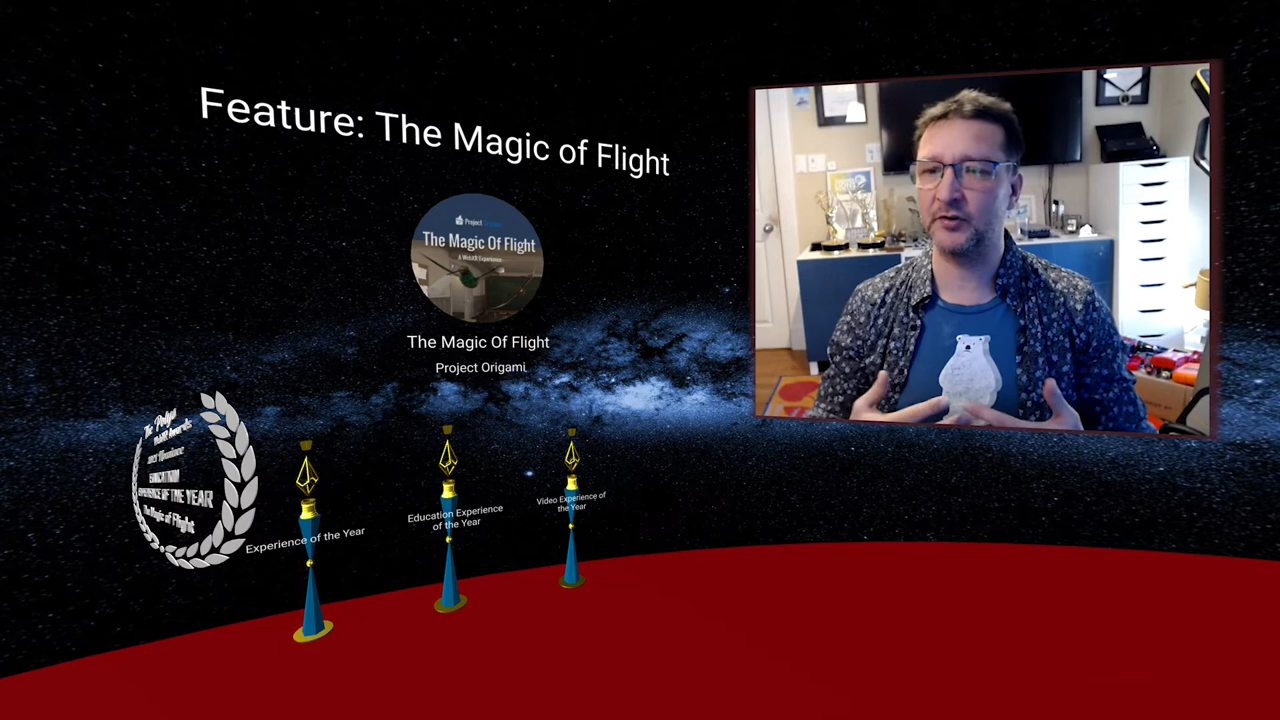 Feature: The Magic of Flight
Project
The Magic Of Flight
A WebXR Experience
The Magic Of Flight
Project Origami
The Polys
WebXR Awards
Nominee
EDUCATION
EXPERIENCE OF THE YEAR
The Magic of Flight
Experience of the Year
Education Experience
of the Year
Video Experience of
the Year